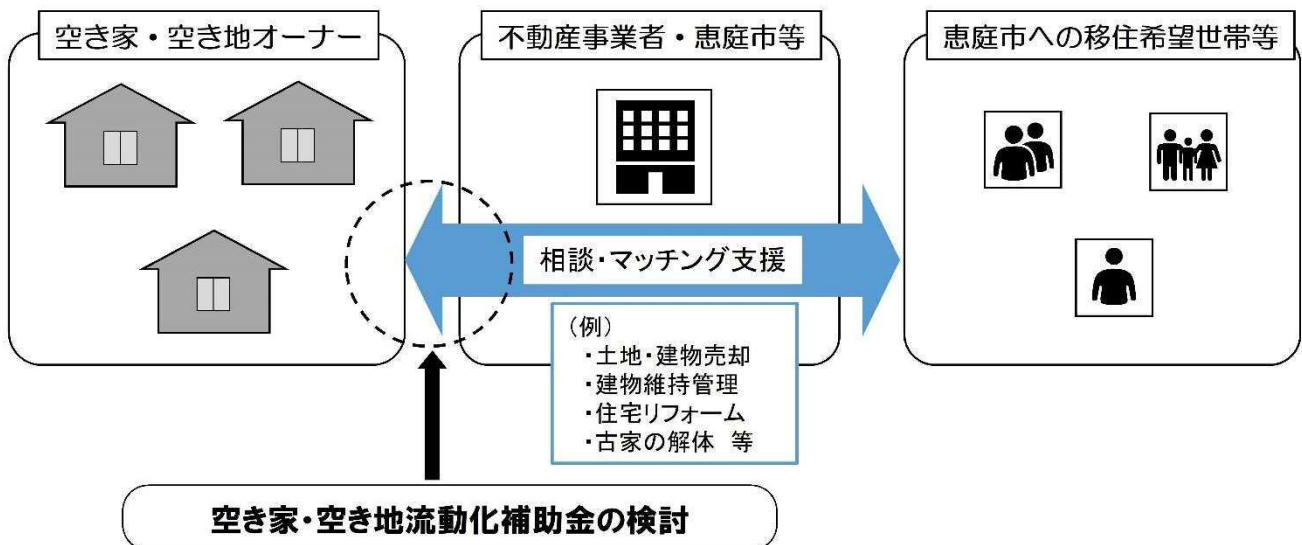 空き家・空き地オーナー
不動産事業者・恵庭市等
恵庭市への移住希望世帯等
相談・マッチング支援
(例)
・土地・建物売却
・建物維持管理
・住宅リフォーム
・古家の解体 等
空き家・空き地流動化補助金の検討